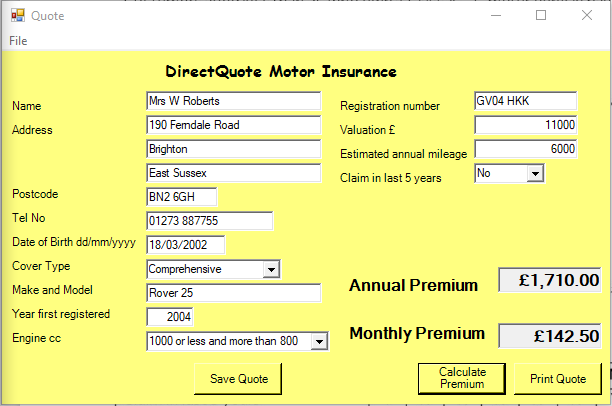 Quote
File
DirectQuote Motor Insurance
Name Mrs W Roberts
Address 190 Ferndale Road
Brighton
East Sussex
Postcode BN2 6GH
Tel No 01273 887755
Date of Birth dd/mm/yyyy 18/03/2002
Cover Type Comprehensive
Make and Model Rover 25
Year first registered 2004
Engine cc 1000 or less and more than 800
Registration number GV04 HKK
Valuation £ 11000
Estimated annual mileage 6000
Claim in last 5 years No
Annual Premium £1,710.00
Monthly Premium £142.50
Save Quote
Calculate
Premium
Print Quote